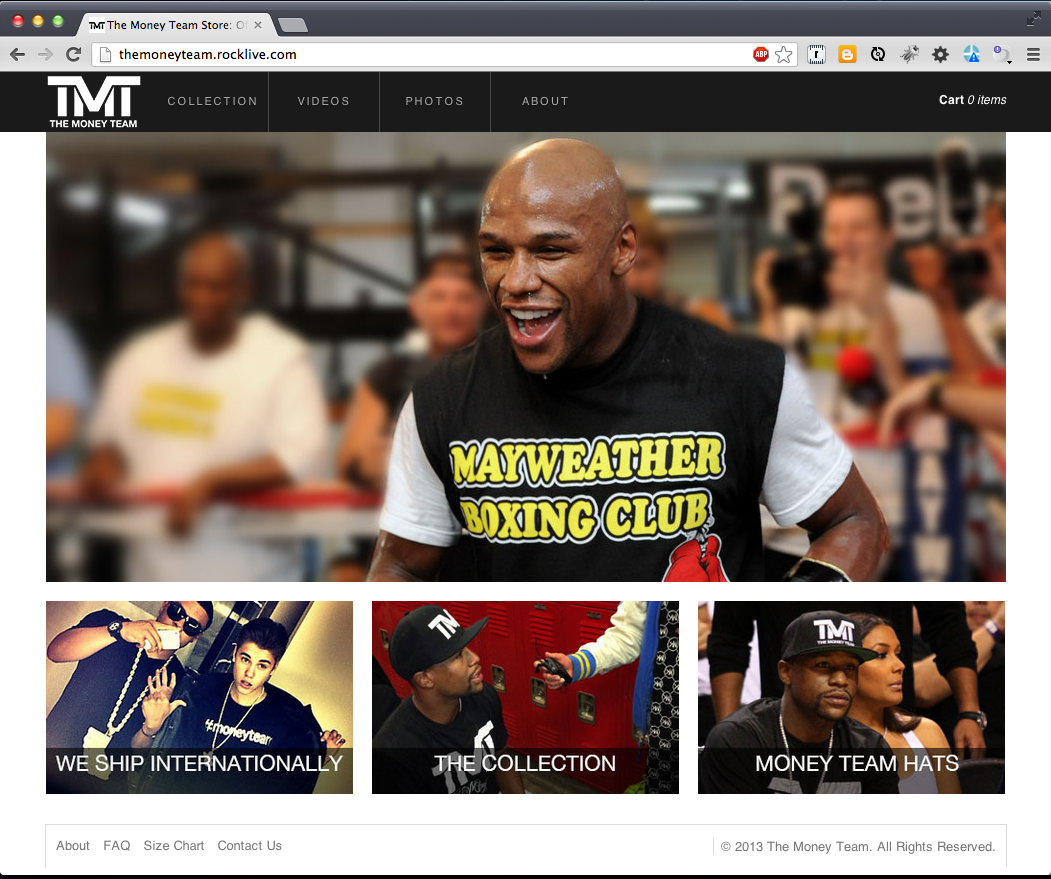 TMT The Money Team Store: Of
themoneyteam.rocklive.com
ABP
TMT
THE MONEY TEAM
COLLECTION
VIDEOS
PHOTOS
ABOUT
Cart 0 items
MAYWEATHER
BOXING CLUB
#moneyteam
WE SHIP INTERNATIONALLY
THE COLLECTION
TMT
MONEY TEAM HATS
About FAQ Size Chart Contact Us
© 2013 The Money Team. All Rights Reserved.